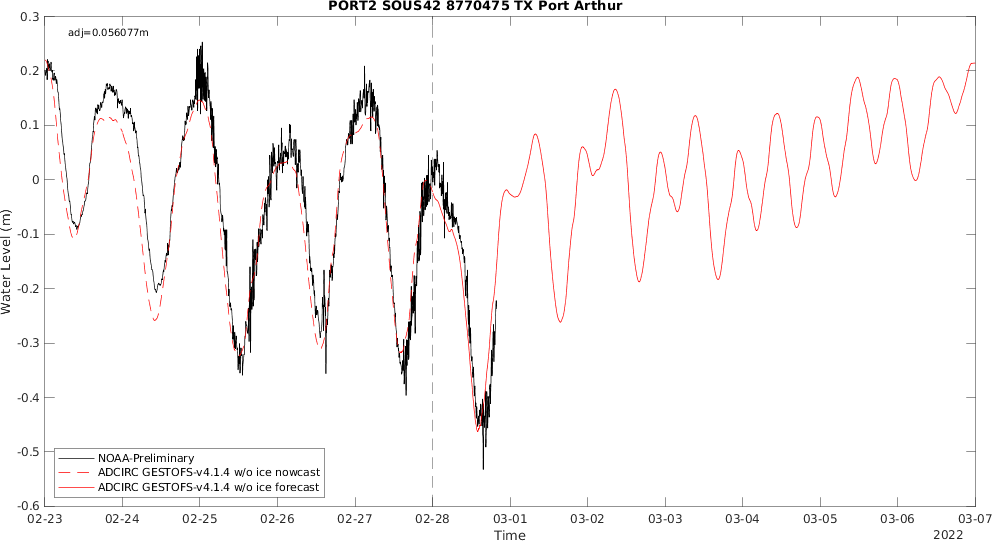 PORT2 SOUS42 8770475 TX Port Arthur
adj=0.056077m
0.3
0.2
0.1
0
-0.1
-0.2
-0.3
-0.4
-0.5
-0.6
Water Level (m)
NOAA-Preliminary
ADCIRC GESTOFS-v4.1.4 w/o ice nowcast
ADCIRC GESTOFS-v4.1.4 w/o ice forecast
02-23 02-24 02-25 02-26 02-27 02-28 03-01 03-02 03-03 03-04 03-05 03-06 03-07
Time
2022